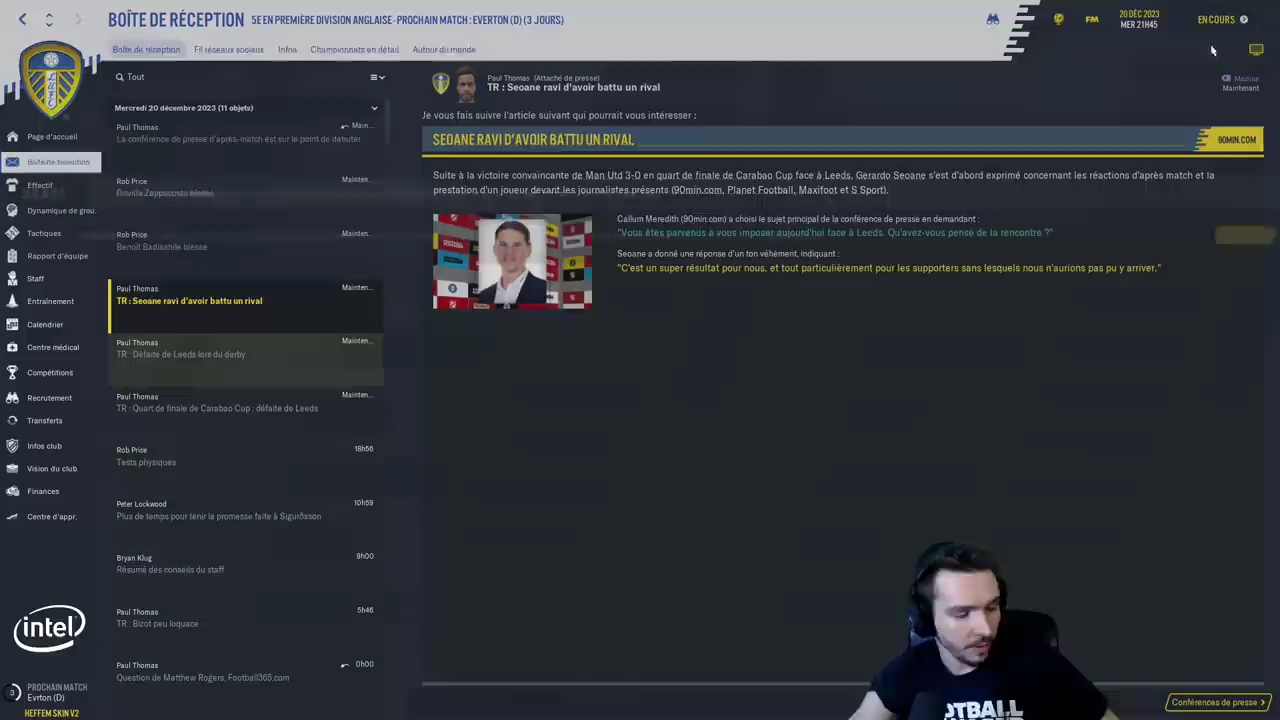 BOÎTE DE RÉCEPTION
5E EN PREMIÈRE DIVISION ANGLAISE - PROCHAIN MATCH : EVERTON (D) (3 JOURS)
FM
20 DÉC 2023
MER 21H45
EN COURS
Boîte de réception
Fil réseaux sociaux
Infos
Championnats en détail
Autour du monde
Page d'accueil
Boîte de réception
Effectif
Dynamique de grou.
Tactiques
Rapport d'équipe
Staff
Entraînement
Calendrier
Centre médical
Compétitions
Recrutement
Transferts
Infos club
Vision du club
Finances
Centre d'appr.
intel
3
PROCHAIN MATCH
Evrton (D)
HEFFEM SKIN V2
Tout
Mercredi 20 décembre 2023 (11 objets)
Paul Thomas
Main...
La conférence de presse d'après-match est sur le point de débuter
Rob Price
Mainten...
Davide Zappacosta blessé
Rob Price
Mainten...
Benoît Badiashile blessé
Paul Thomas
Mainten...
TR : Seoane ravi d'avoir battu un rival
Paul Thomas
Mainten...
TR : Défaite de Leeds lors du derby
Paul Thomas
Mainten...
TR : Quart de finale de Carabao Cup : défaite de Leeds
Rob Price
18h56
Tests physiques
Peter Lockwood
10h59
Plus de temps pour tenir la promesse faite à Sigurðsson
Bryan Klug
9h00
Résumé des conseils du staff
Paul Thomas
5h46
TR : Bizot peu loquace
Paul Thomas
0h00
Question de Matthew Rogers, Football365.com
Paul Thomas (Attaché de presse)
TR : Seoane ravi d'avoir battu un rival
Médias
Maintenant
Je vous fais suivre l'article suivant qui pourrait vous intéresser :
SEOANE RAVI D'AVOIR BATTU UN RIVAL
90MIN.COM
Suite à la victoire convaincante de Man Utd 3-0 en quart de finale de Carabao Cup face à Leeds, Gerardo Seoane s'est d'abord exprimé concernant les réactions d'après match et la
prestation d'un joueur devant les journalistes présents (90min.com, Planet Football, Maxifoot et S Sport).
Callum Meredith (90min.com) a choisi le sujet principal de la conférence de presse en demandant :
"Vous êtes parvenus à vous imposer aujourd'hui face à Leeds. Qu'avez-vous pensé de la rencontre ?"
Seoane a donné une réponse d'un ton véhément, indiquant :
"C'est un super résultat pour nous, et tout particulièrement pour les supporters sans lesquels nous n'aurions pas pu y arriver."
Conférences de presse